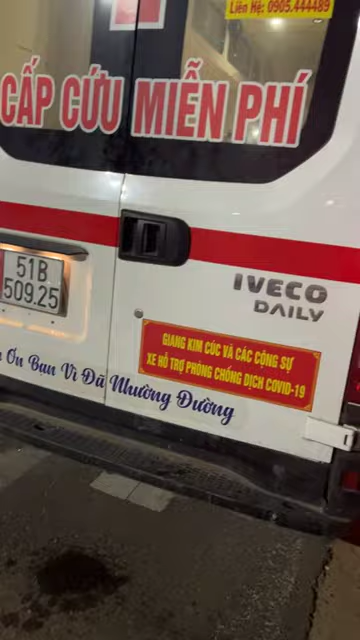 Liên Hệ: 0905.444489
CẤP CỨU MIỄN PHÍ
51B
509.25
IVECO
DAILY
GIANG KIM CÚC VÀ CÁC CỘNG SỰ
XE HỖ TRỢ PHÒNG CHỐNG DỊCH COVID-19
Ơn Bạn Vì Đã Nhường Đường